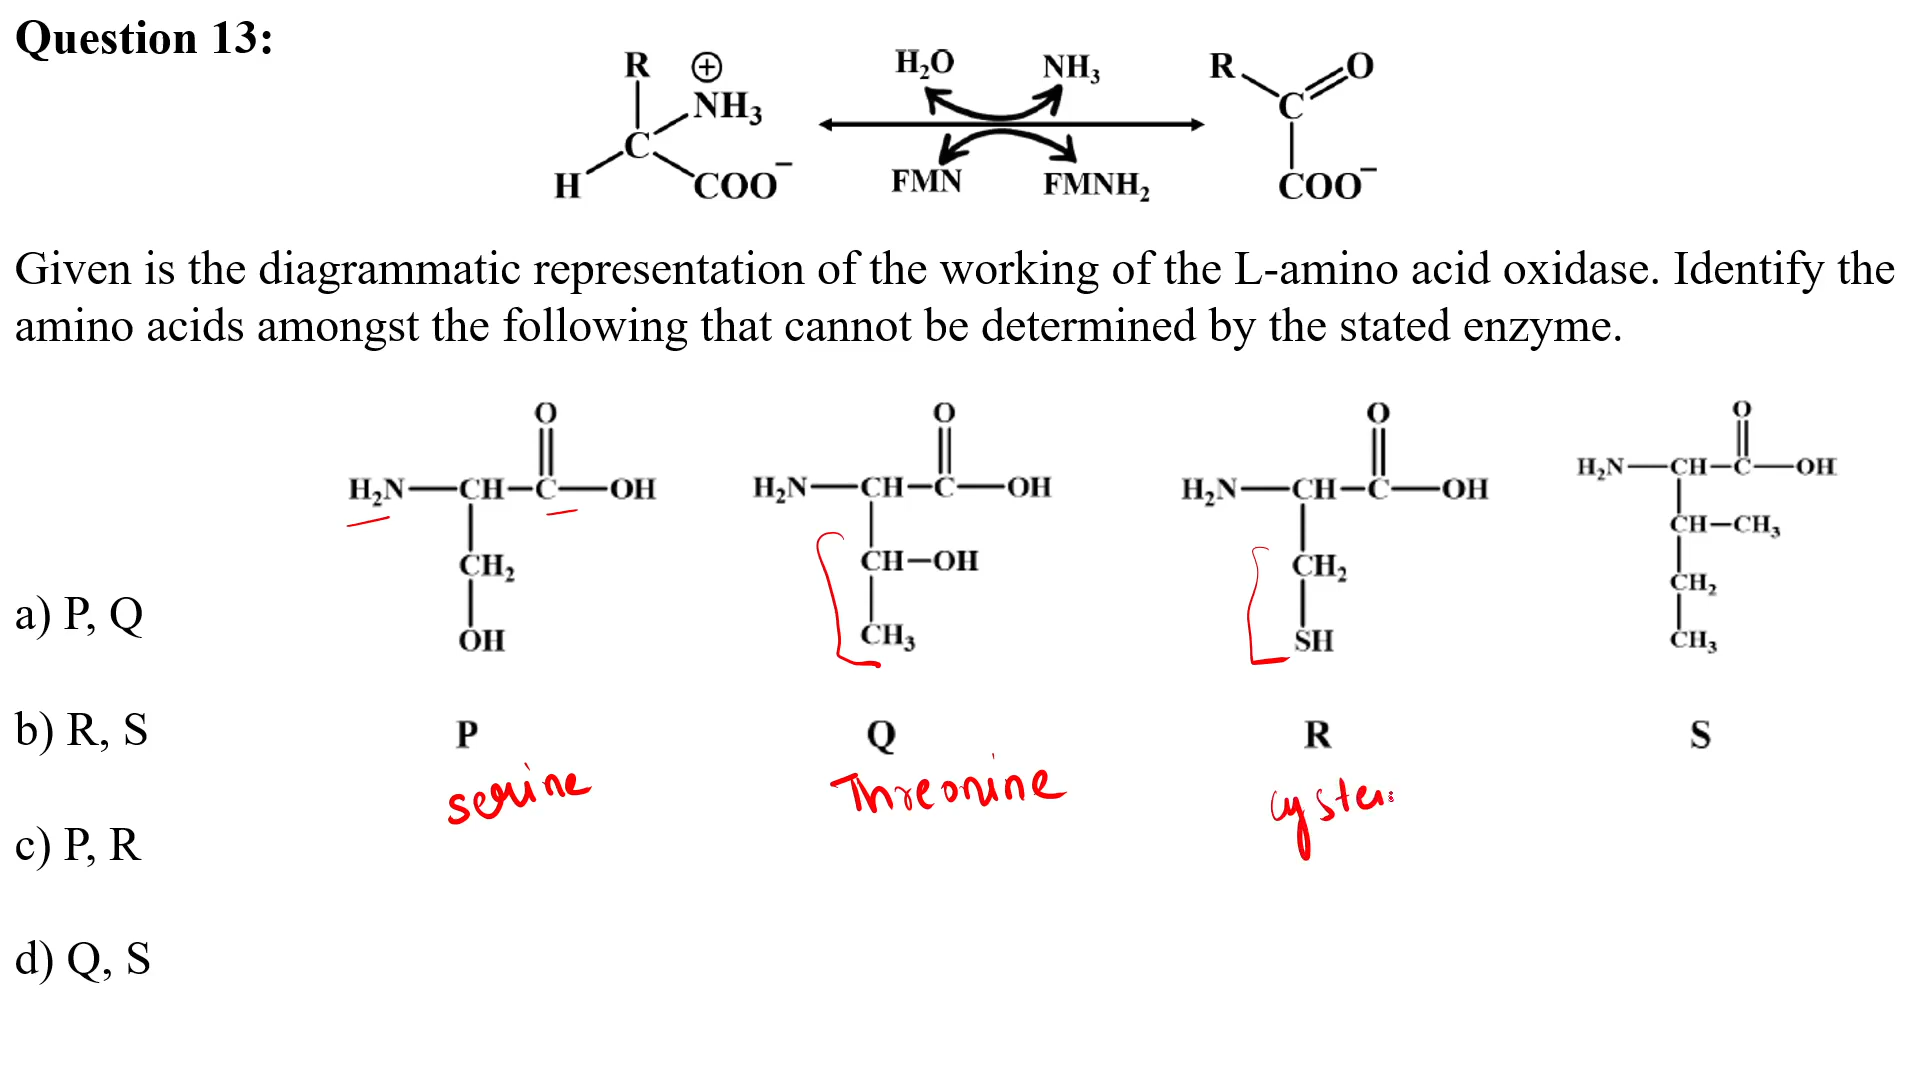 Question 13:
R ⊕ NH₃ C H COO⁻
H₂O NH₃
FMN FMNH₂
R O C COO⁻
Given is the diagrammatic representation of the working of the L-amino acid oxidase. Identify the
amino acids amongst the following that cannot be determined by the stated enzyme.
O
H₂N—CH—C—OH
CH₂
OH
P
serine
O
H₂N—CH—C—OH
CH—OH
CH₃
Q
Threonine
O
H₂N—CH—C—OH
CH₂
SH
R
O
H₂N—CH—C—OH
CH—CH₃
CH₂
CH₃
S
a) P, Q
b) R, S
c) P, R
d) Q, S